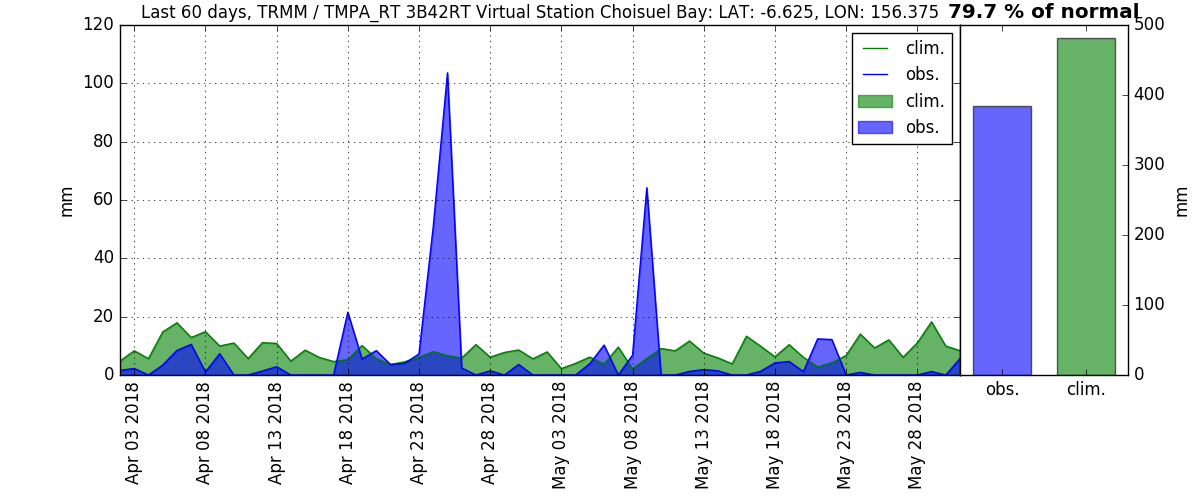 Last 60 days, TRMM / TMPA_RT 3B42RT Virtual Station Choisuel Bay: LAT: -6.625, LON: 156.375 79.7 % of normal
120
100
80
60
40
20
0
mm
clim.
obs.
clim.
obs.
500
400
300
200
100
0
mm
Apr 03 2018
Apr 08 2018
Apr 13 2018
Apr 18 2018
Apr 23 2018
Apr 28 2018
May 03 2018
May 08 2018
May 13 2018
May 18 2018
May 23 2018
May 28 2018
obs.
clim.